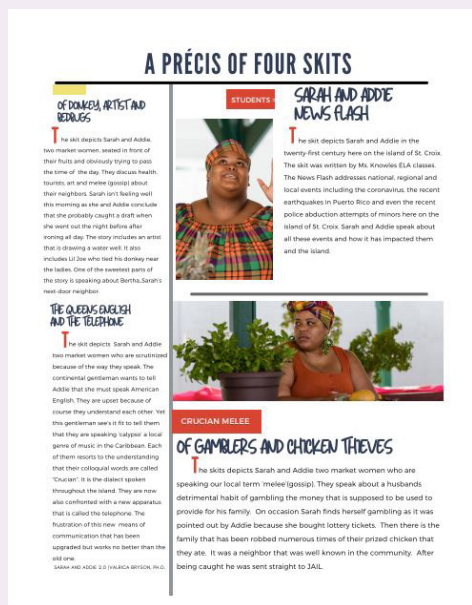 A PRÉCIS OF FOUR SKITS
OF DONKEY, ARTIST AND
BEDBUGS
The skit depicts Sarah and Addie,
two market women, seated in front of
their fruits and obviously trying to pass
the time of the day. They discuss health,
tourists, art and melee (gossip) about
their neighbors. Sarah isn't feeling well
this morning as she and Addie conclude
that she probably caught a draft when
she went out the night before after
ironing all day. The story includes an artist
that is drawing a water well. It also
includes Lil Joe who tied his donkey near
the ladies. One of the sweetest parts of
the story is speaking about Bertha,Sarah's
next-door neighbor.
THE QUEENS ENGLISH
AND THE TELEPHONE
The skit depicts Sarah and Addie
two market women who are scrutinized
because of the way they speak. The
continental gentleman wants to tell
Addie that she must speak American
English. They are upset because of
course they understand each other. Yet
this gentleman see's it fit to tell them
that they are speaking 'calypso' a local
genre of music in the Caribbean. Each
of them resorts to the understanding
that their colloquial words are called
"Crucian". It is the dialect spoken
throughout the island. They are now
also confronted with a new apparatus
that is called the telephone. The
frustration of this new means of
communication that has been
upgraded but works no better than the
old one.
SARAH AND ADDIE 2.0 |VALRICA BRYSON, PH.D.
STUDENTS
SARAH AND ADDIE
NEWS FLASH
The skit depicts Sarah and Addie in the
twenty-first century here on the island of St. Croix.
The skit was written by Ms. Knowles ELA classes.
The News Flash addresses national, regional and
local events including the coronavirus, the recent
earthquakes in Puerto Rico and even the recent
police abduction attempts of minors here on the
island of St. Croix. Sarah and Addie speak about
all these events and how it has impacted them
and the island.
CRUCIAN MELEE
OF GAMBLERS AND CHICKEN THIEVES
The skits depicts Sarah and Addie two market women who are
speaking our local term 'melee'(gossip). They speak about a husbands
detrimental habit of gambling the money that is supposed to be used to
provide for his family. On occasion Sarah finds herself gambling as it was
pointed out by Addie because she bought lottery tickets. Then there is the
family that has been robbed numerous times of their prized chicken that
they ate. It was a neighbor that was well known in the community. After
being caught he was sent straight to JAIL.